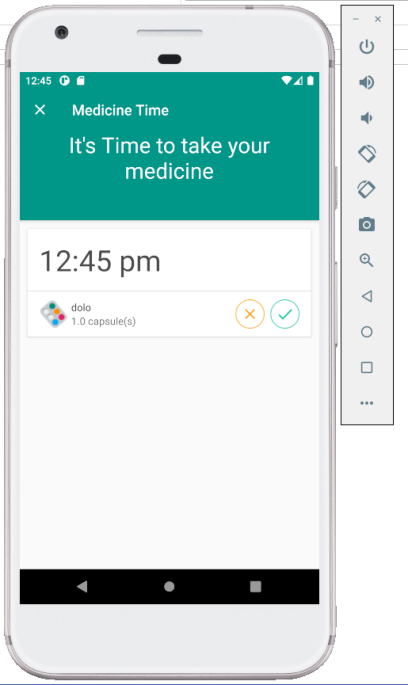 12:45
Medicine Time
It's Time to take your
medicine
12:45 pm
dolo
1.0 capsule(s)